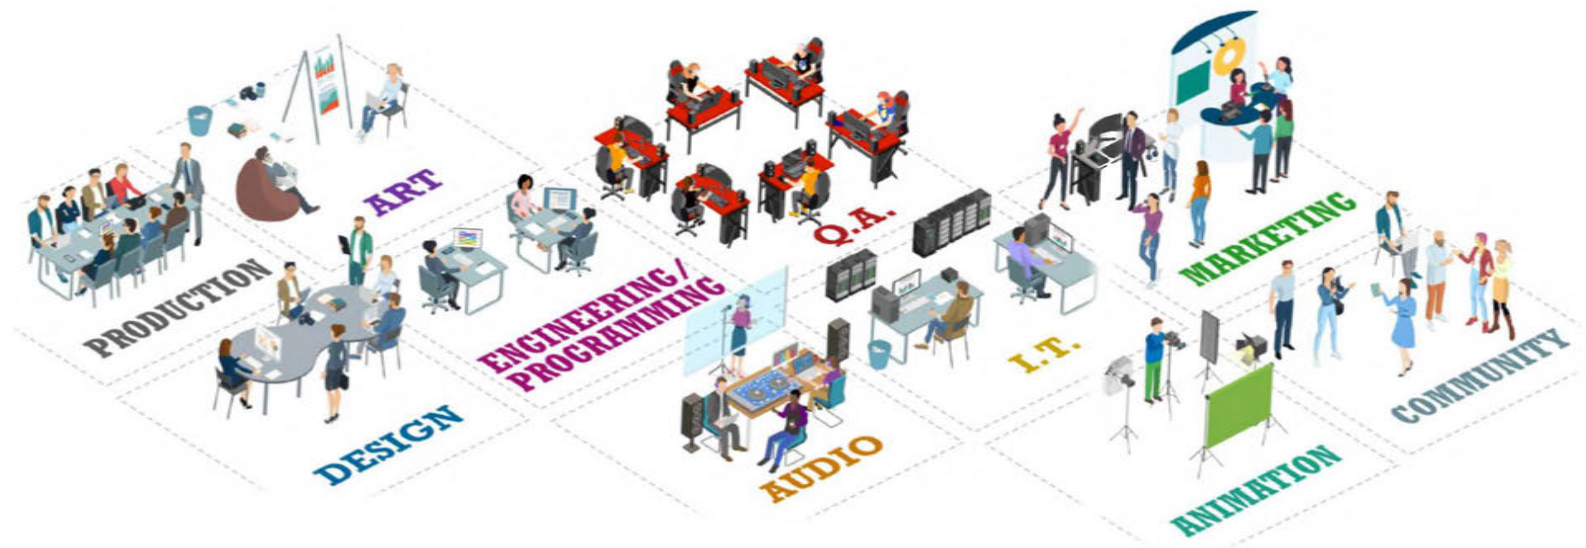 ART
PRODUCTION
DESIGN
ENGINEERING/
PROGRAMMING
Q.A.
AUDIO
I.T.
MARKETING
ANIMATION
COMMUNITY